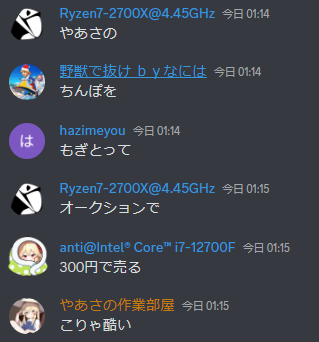 Ryzen7-2700X@4.45GHz 今日 01:14
やあさの
野獣で抜け ｂｙなには 今日 01:14
ちんぽを
は
hazimeyou 今日 01:14
もぎとって
Ryzen7-2700X@4.45GHz 今日 01:15
オークションで
anti@Intel® Core™ i7-12700F 今日 01:15
300円で売る
やあさの作業部屋 今日 01:15
こりゃ酷い